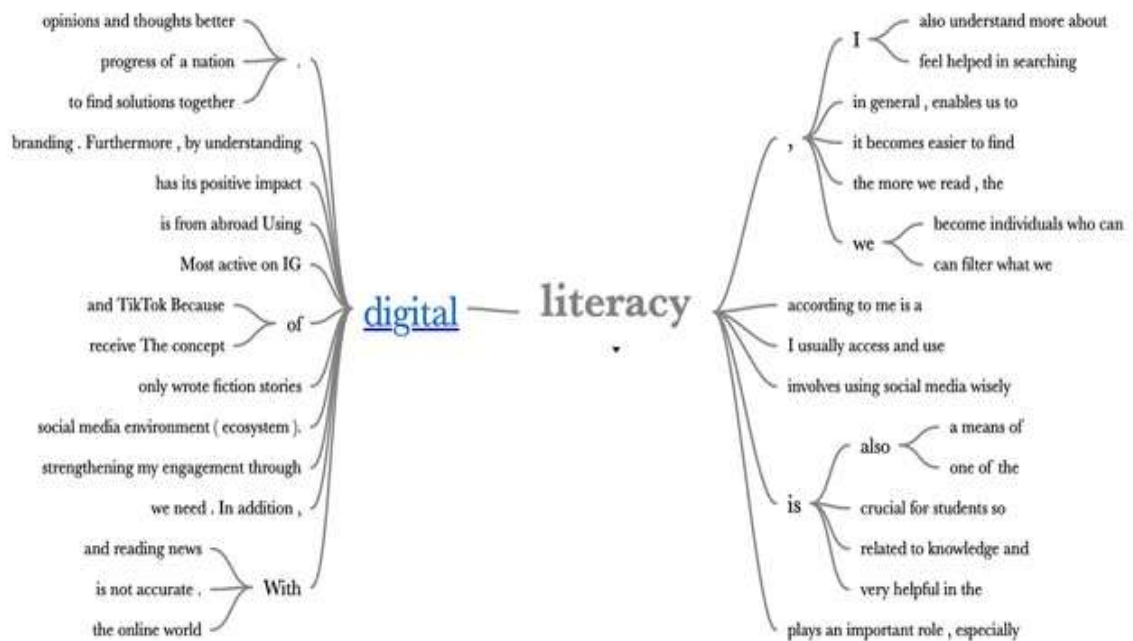 opinions and thoughts better
progress of a nation
to find solutions together
.
branding . Furthermore , by understanding
has its positive impact
is from abroad Using
Most active on IG
and TikTok Because
receive The concept
of
only wrote fiction stories
social media environment ( ecosystem ).
strengthening my engagement through
we need . In addition ,
and reading news
is not accurate .
the online world
With
digital
literacy
,
I
also understand more about
feel helped in searching
in general , enables us to
it becomes easier to find
the more we read , the
we
become individuals who can
can filter what we
according to me is a
I usually access and use
involves using social media wisely
is
also
a means of
one of the
crucial for students so
related to knowledge and
very helpful in the
plays an important role , especially